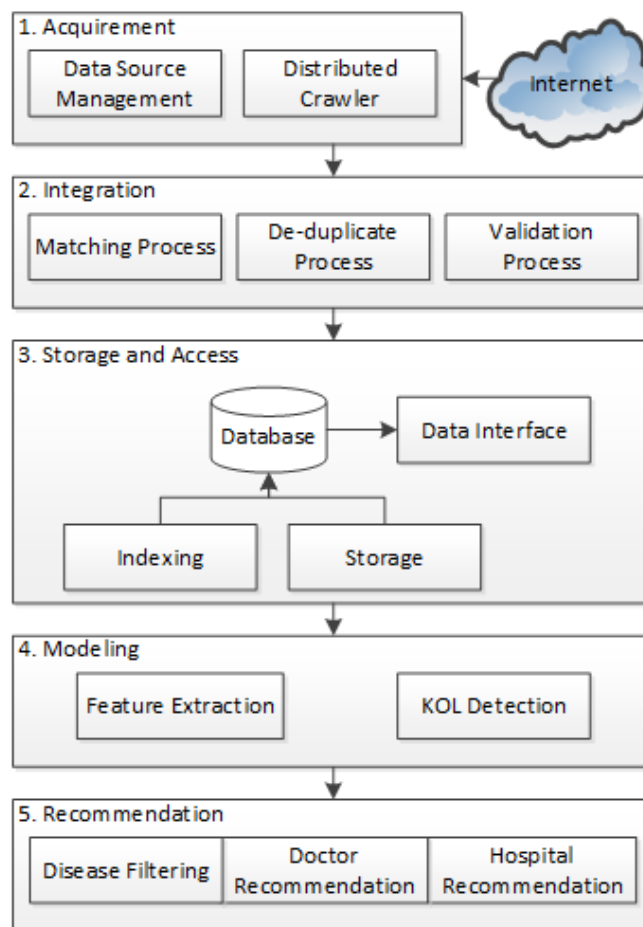 1. Acquirement
Data Source
Management
Distributed
Crawler
Internet
2. Integration
Matching Process
De-duplicate
Process
Validation
Process
3. Storage and Access
Database
Data Interface
Indexing
Storage
4. Modeling
Feature Extraction
KOL Detection
5. Recommendation
Disease Filtering
Doctor
Recommendation
Hospital
Recommendation